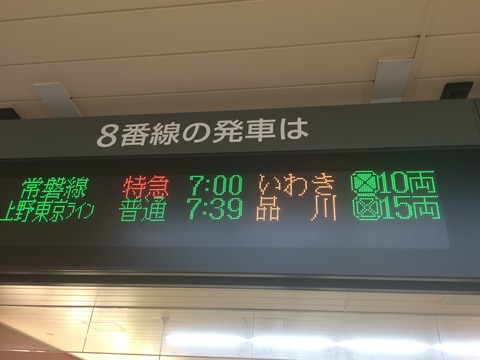 8番線の発車は
常磐線 特急 7:00 いわき 10両
上野東京ライン 普通 7:39 品川 15両